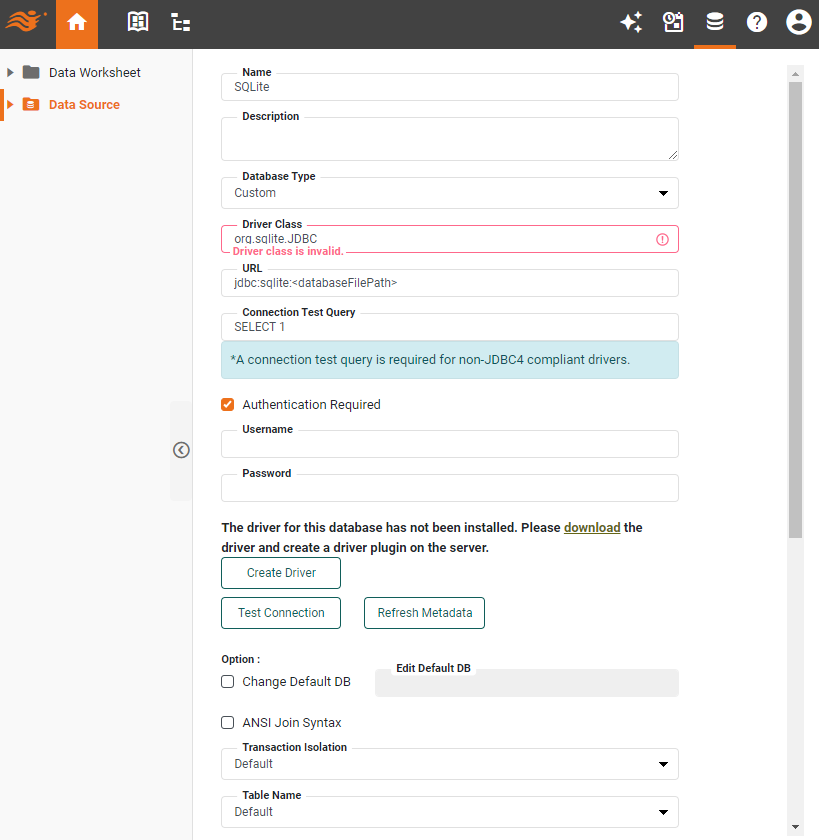 Data Worksheet
Data Source
Name
SQLite
Description
Database Type
Custom
Driver Class
org.sqlite.JDBC
Driver class is invalid.
URL
jdbc:sqlite:<databaseFilePath>
Connection Test Query
SELECT 1
*A connection test query is required for non-JDBC4 compliant drivers.
Authentication Required
Username
Password
The driver for this database has not been installed. Please download the
driver and create a driver plugin on the server.
Create Driver
Test Connection
Refresh Metadata
Option :
Change Default DB
Edit Default DB
ANSI Join Syntax
Transaction Isolation
Default
Table Name
Default